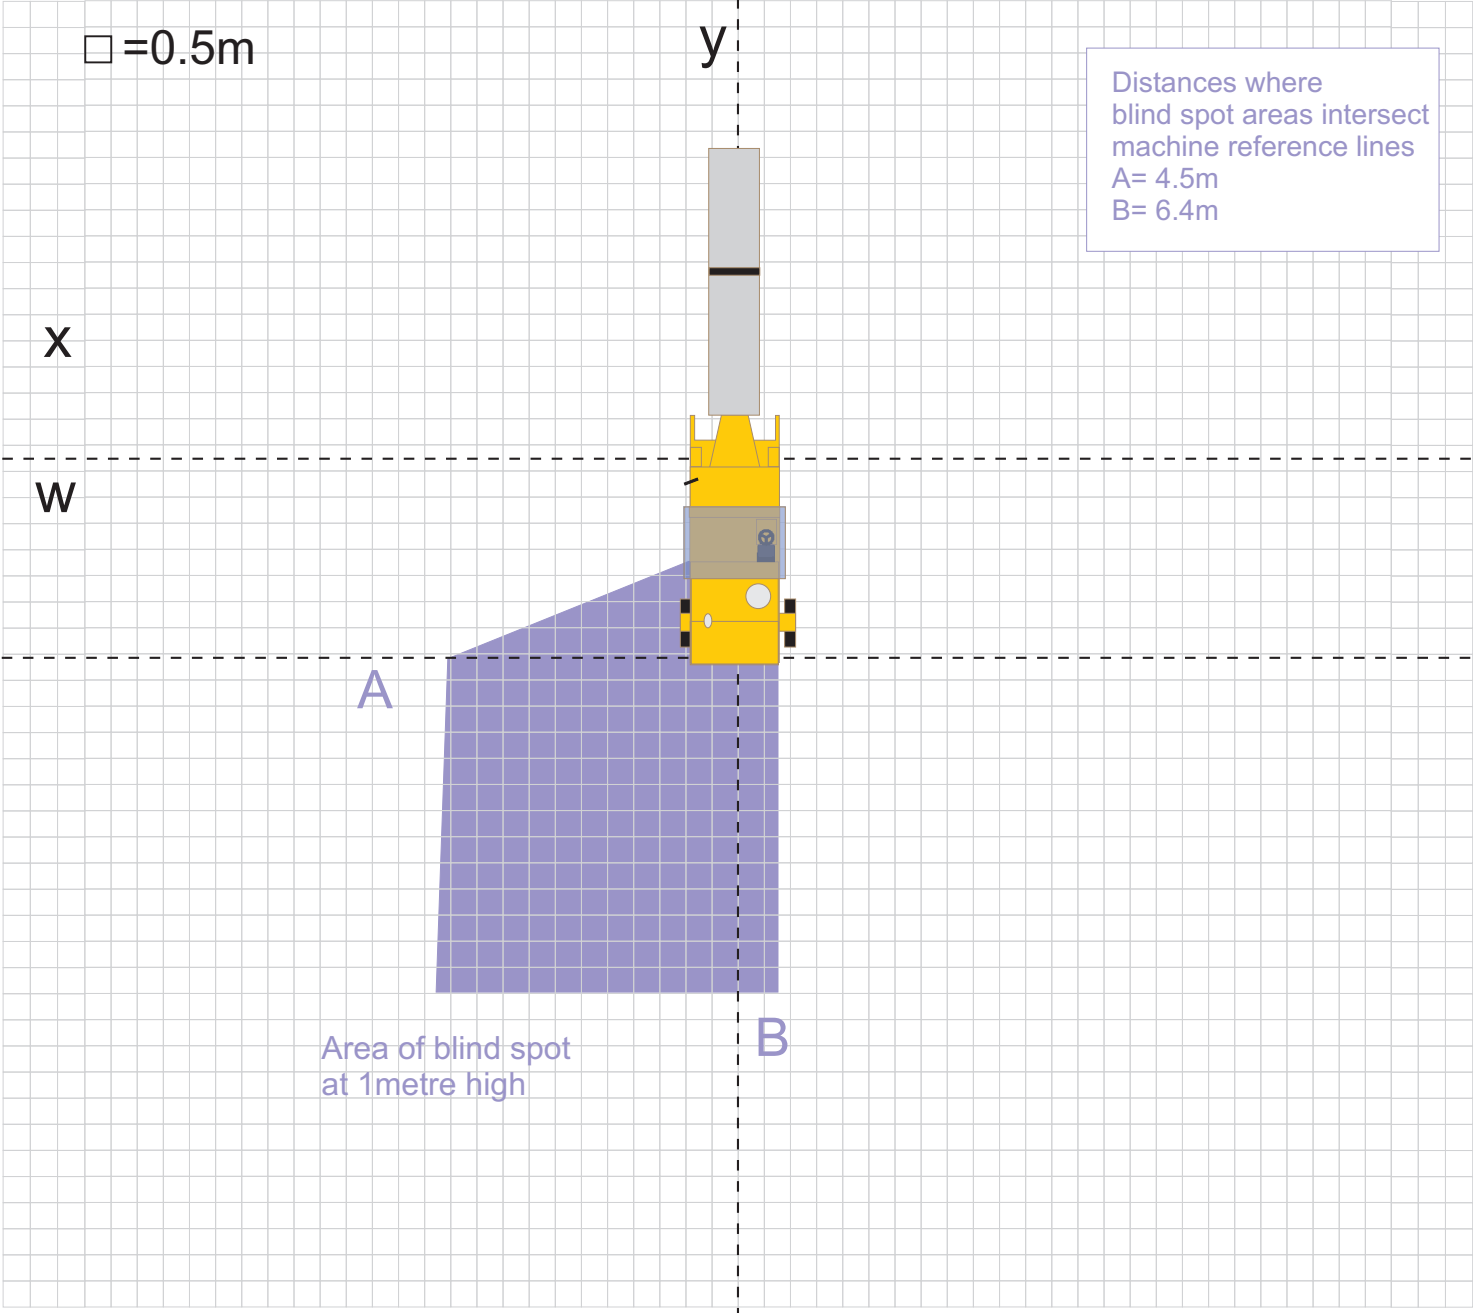 =0.5m
y
Distances where
blind spot areas intersect
machine reference lines
A= 4.5m
B= 6.4m
x
w
A
B
Area of blind spot
at 1metre high